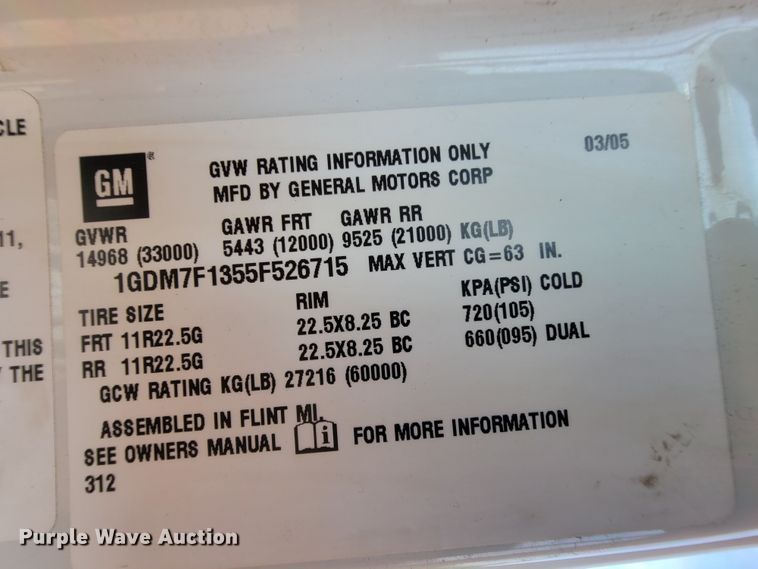 CLE
11,
E
THIS
THE
GM ®
GVW RATING INFORMATION ONLY
03/05
MFD BY GENERAL MOTORS CORP
GVWR GAWR FRT GAWR RR
14968 (33000) 5443 (12000) 9525 (21000) KG(LB)
1GDM7F1355F526715 MAX VERT CG=63 IN.
TIRE SIZE RIM KPA(PSI) COLD
FRT 11R22.5G 22.5X8.25 BC 720(105)
RR 11R22.5G 22.5X8.25 BC 660(095) DUAL
GCW RATING KG(LB) 27216 (60000)
ASSEMBLED IN FLINT MI.
SEE OWNERS MANUAL i FOR MORE INFORMATION
312
Purple Wave Auction